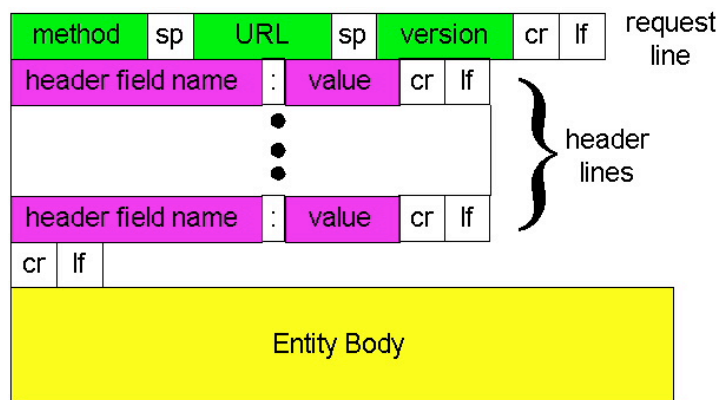 method sp URL sp version cr lf request line
header field name : value cr lf
header lines
header field name : value cr lf
cr lf
Entity Body